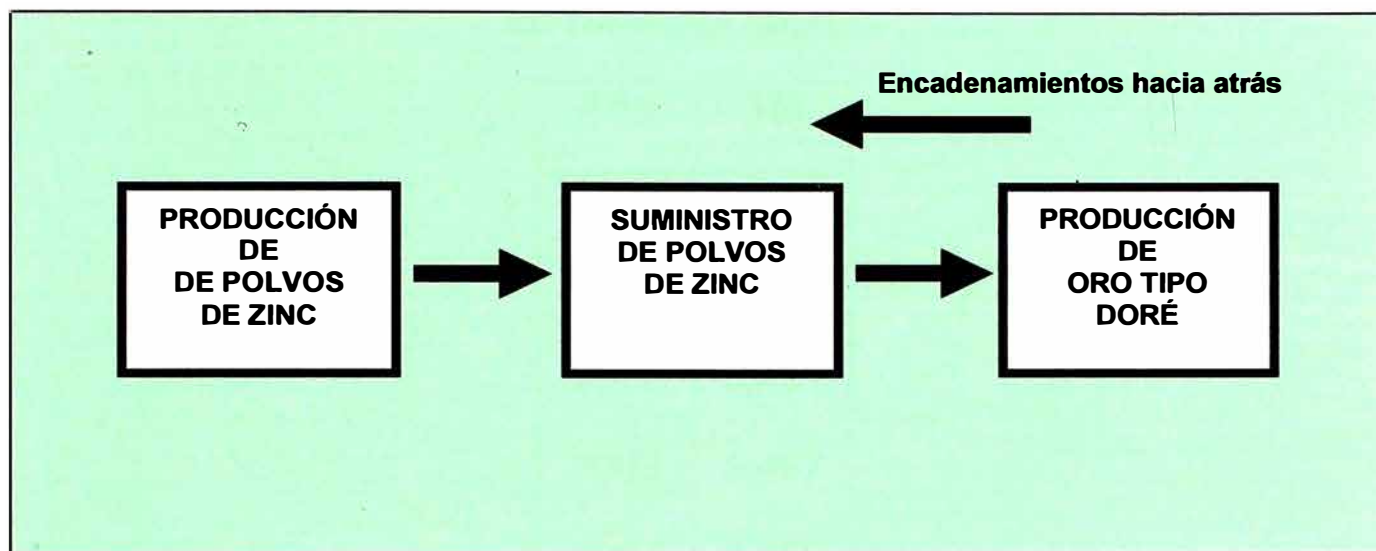 Encadenamientos hacia atrás
PRODUCCIÓN
DE
DE POLVOS
DE ZINC
SUMINISTRO
DE POLVOS
DE ZINC
PRODUCCIÓN
DE
ORO TIPO
DORÉ